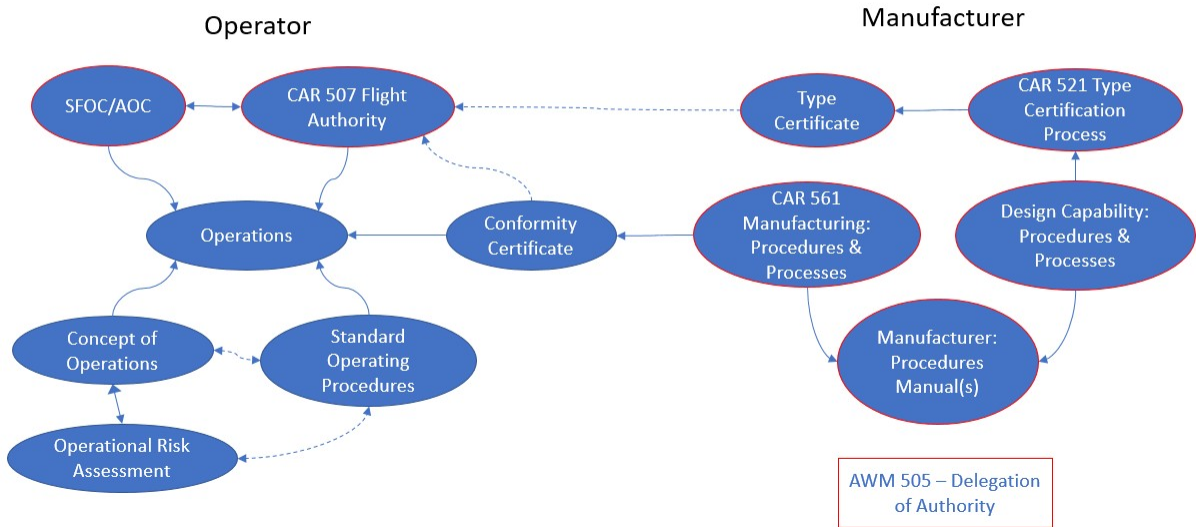 Operator
Manufacturer
SFOC/AOC
CAR 507 Flight
Authority
Type
Certificate
CAR 521 Type
Certification
Process
Operations
Conformity
Certificate
CAR 561
Manufacturing:
Procedures &
Processes
Design Capability:
Procedures &
Processes
Concept of
Operations
Standard
Operating
Procedures
Manufacturer:
Procedures
Manual(s)
Operational Risk
Assessment
AWM 505 – Delegation
of Authority